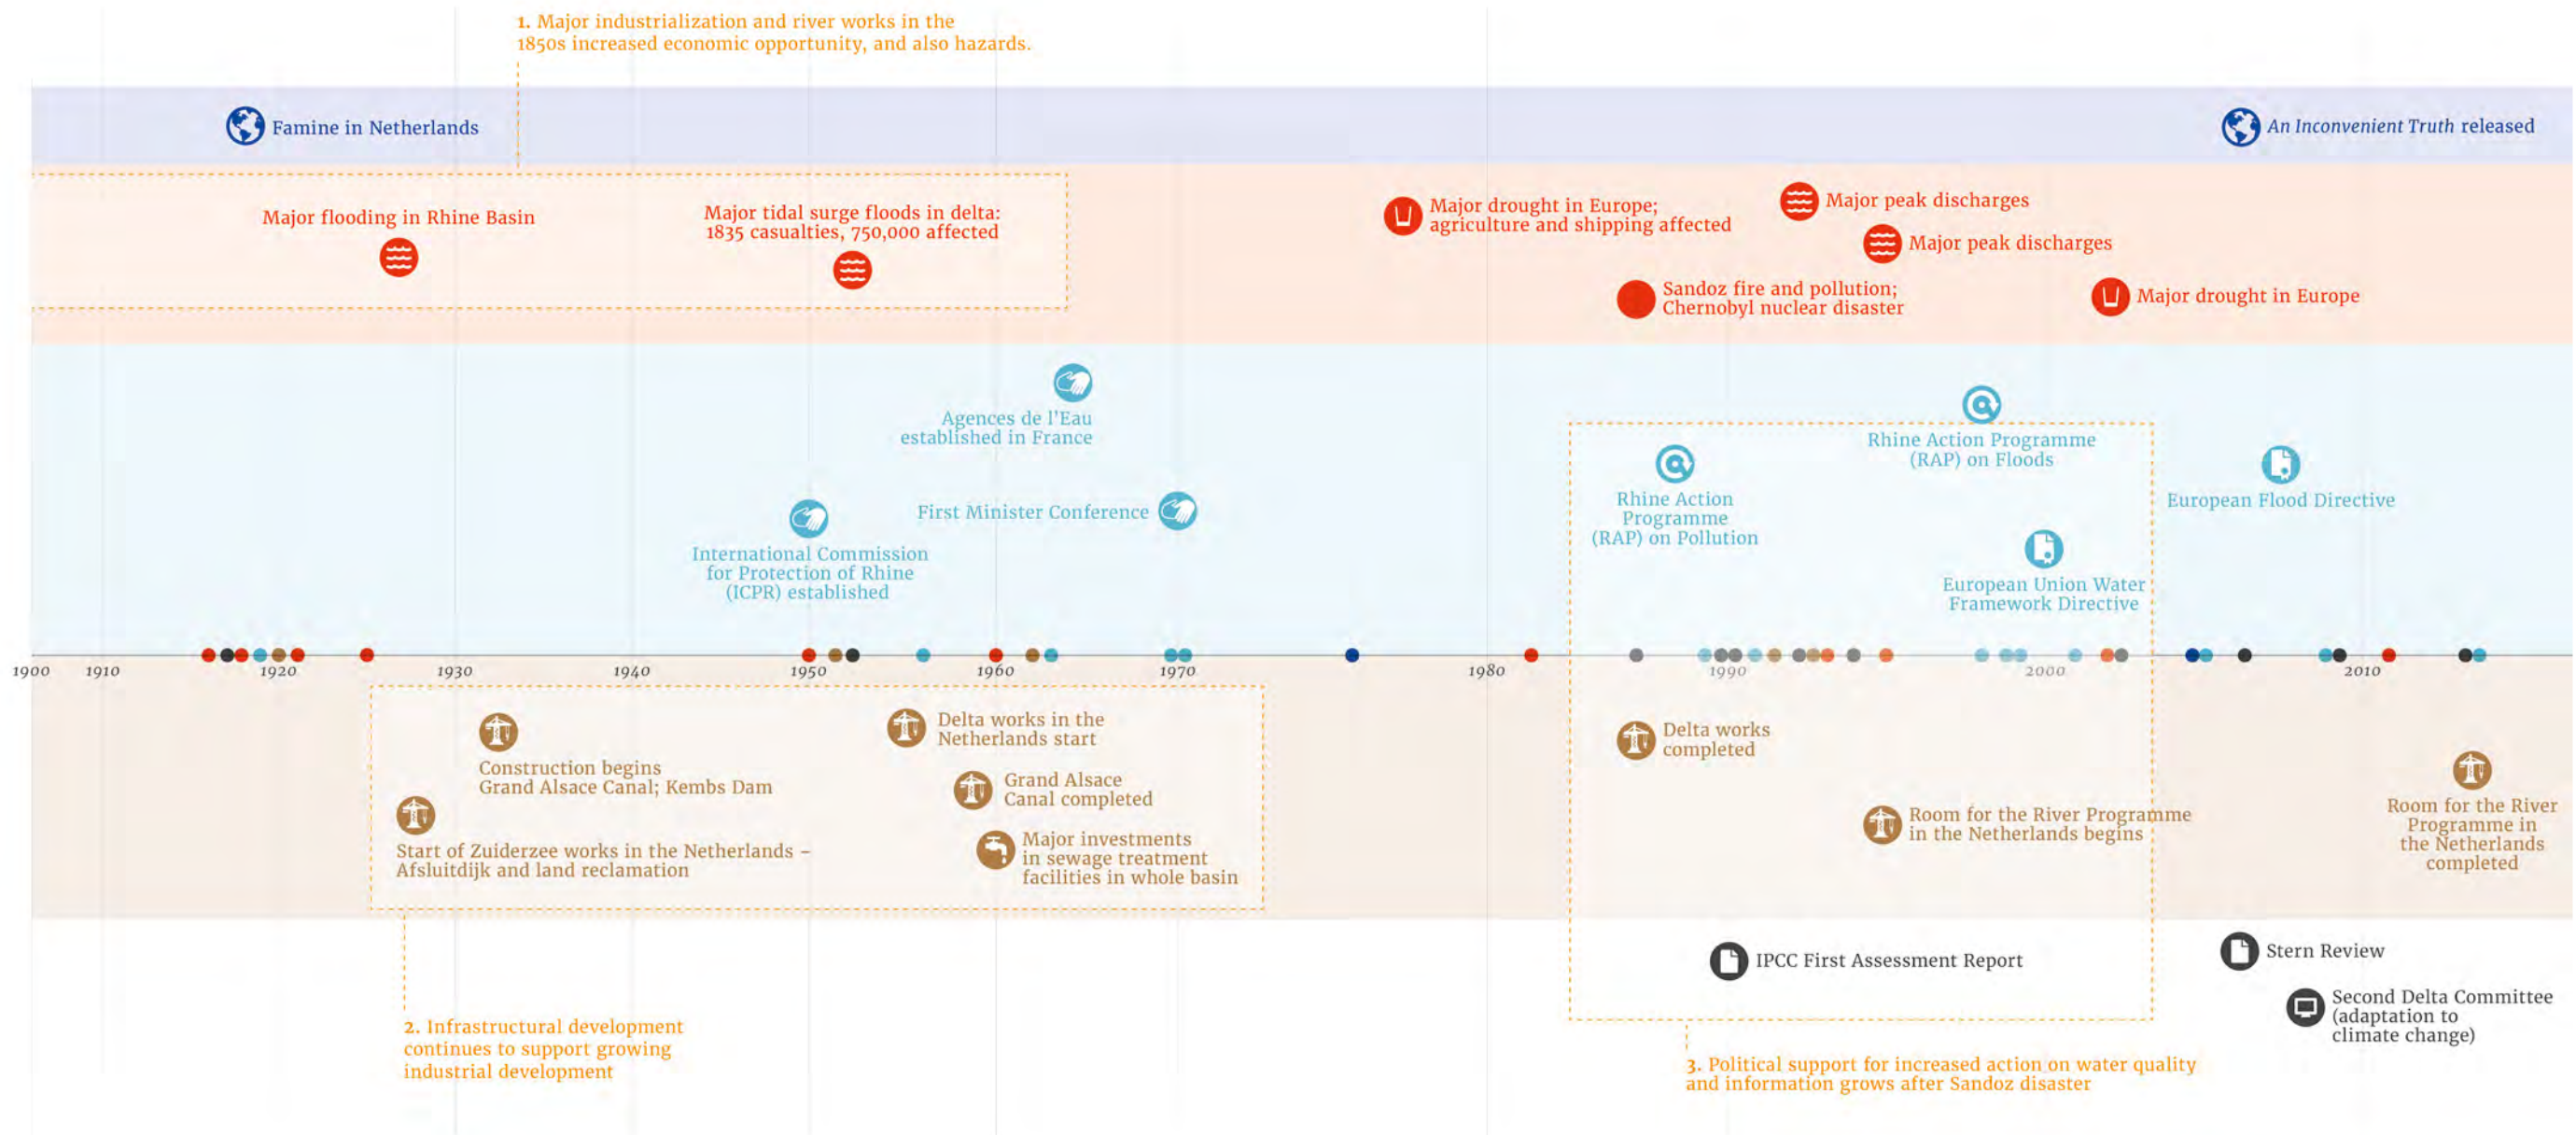 1. Major industrialization and river works in the
1850s increased economic opportunity, and also hazards.
Famine in Netherlands
An Inconvenient Truth released
Major flooding in Rhine Basin
Major tidal surge floods in delta:
1835 casualties, 750,000 affected
Major drought in Europe;
agriculture and shipping affected
Major peak discharges
Major peak discharges
Sandoz fire and pollution;
Chernobyl nuclear disaster
Major drought in Europe
Agences de l'Eau
established in France
First Minister Conference
International Commission
for Protection of Rhine
(ICPR) established
Rhine Action
Programme
(RAP) on Pollution
Rhine Action Programme
(RAP) on Floods
European Union Water
Framework Directive
European Flood Directive
1900 1910 1920 1930 1940 1950 1960 1970 1980 1990 2000 2010
Construction begins
Grand Alsace Canal; Kembs Dam
Start of Zuiderzee works in the Netherlands –
Afsluitdijk and land reclamation
Delta works in the
Netherlands start
Grand Alsace
Canal completed
Major investments
in sewage treatment
facilities in whole basin
Delta works
completed
Room for the River Programme
in the Netherlands begins
Room for the River
Programme in
the Netherlands
completed
IPCC First Assessment Report
Stern Review
Second Delta Committee
(adaptation to
climate change)
2. Infrastructural development
continues to support growing
industrial development
3. Political support for increased action on water quality
and information grows after Sandoz disaster